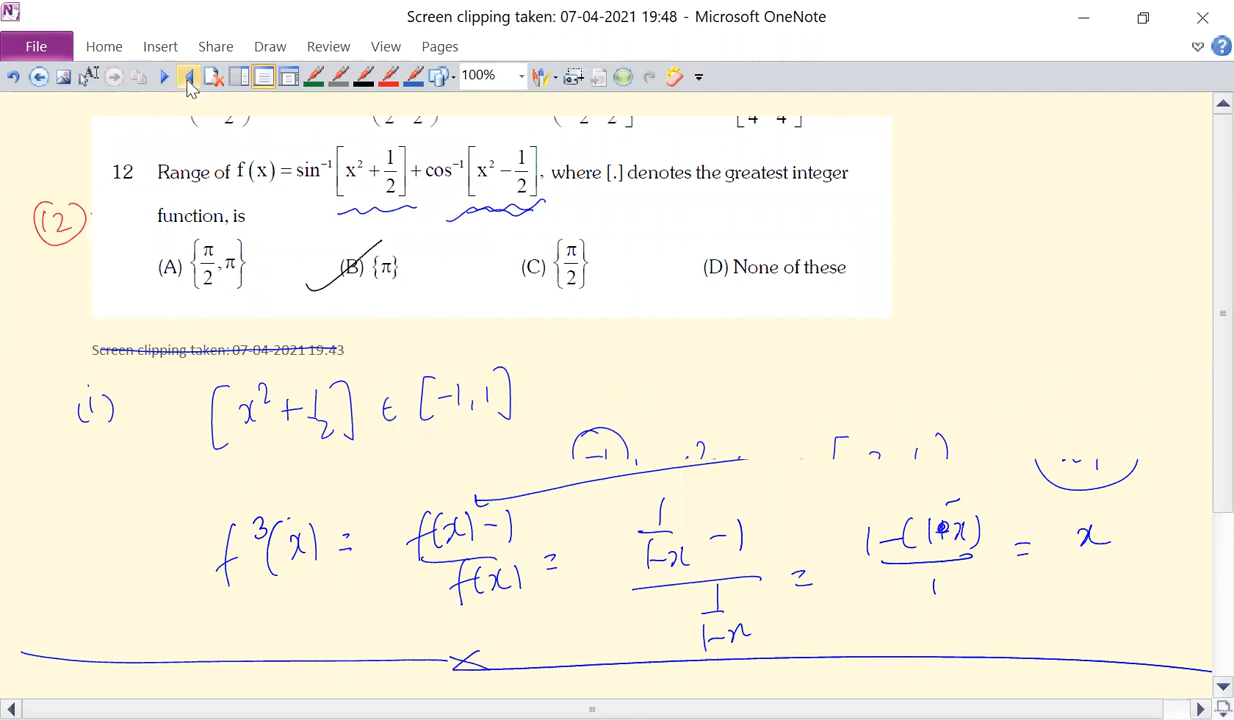 Screen clipping taken: 07-04-2021 19:48 - Microsoft OneNote
File Home Insert Share Draw Review View Pages
100%
12 Range of f(x) = sin⁻¹[x² + 1/2] + cos⁻¹[x² − 1/2], where [.] denotes the greatest integer
function, is
(12)
(A) {π/2, π} (B) {π} (C) {π/2} (D) None of these
Screen clipping taken: 07-04-2021 19:43
(i) [x² + 1/2] ∈ [-1, 1]
f³(x) = (f(x) - 1)/f(x) = (1/(1-x) - 1)/(1/(1-x)) = (1-(1-x))/1 = x